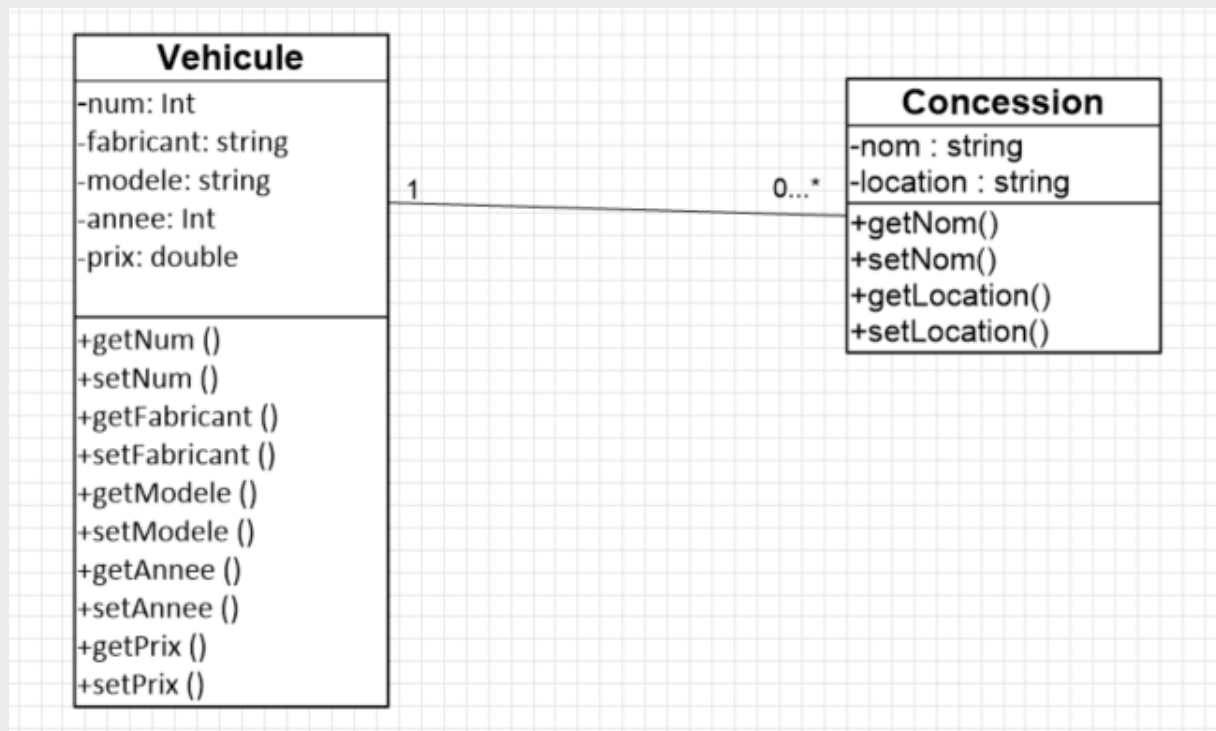 Vehicule
-num: Int
-fabricant: string
-modele: string
-annee: Int
-prix: double
+getNum ()
+setNum ()
+getFabricant ()
+setFabricant ()
+getModele ()
+setModele ()
+getAnnee ()
+setAnnee ()
+getPrix ()
+setPrix ()
1
0...*
Concession
-nom : string
-location : string
+getNom()
+setNom()
+getLocation()
+setLocation()